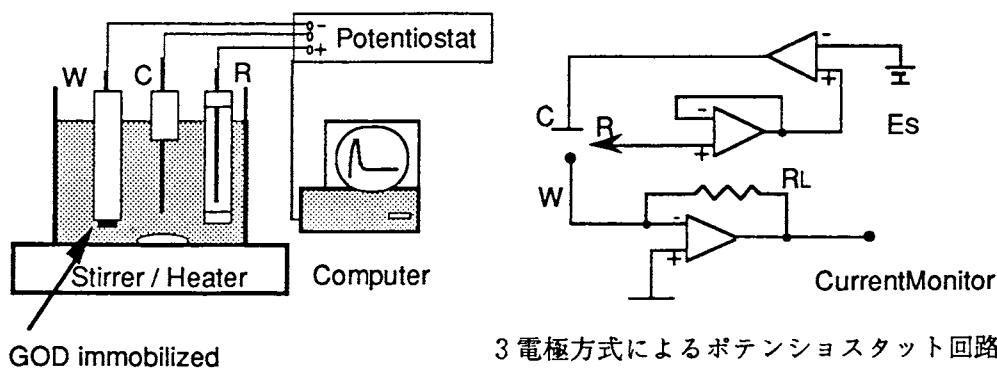 Potentiostat
-
+
W C R
Stirrer / Heater
Computer
GOD immobilized
-
+
Es
C
R
-
+
W
RL
-
+
CurrentMonitor
3電極方式によるポテンショスタット回路